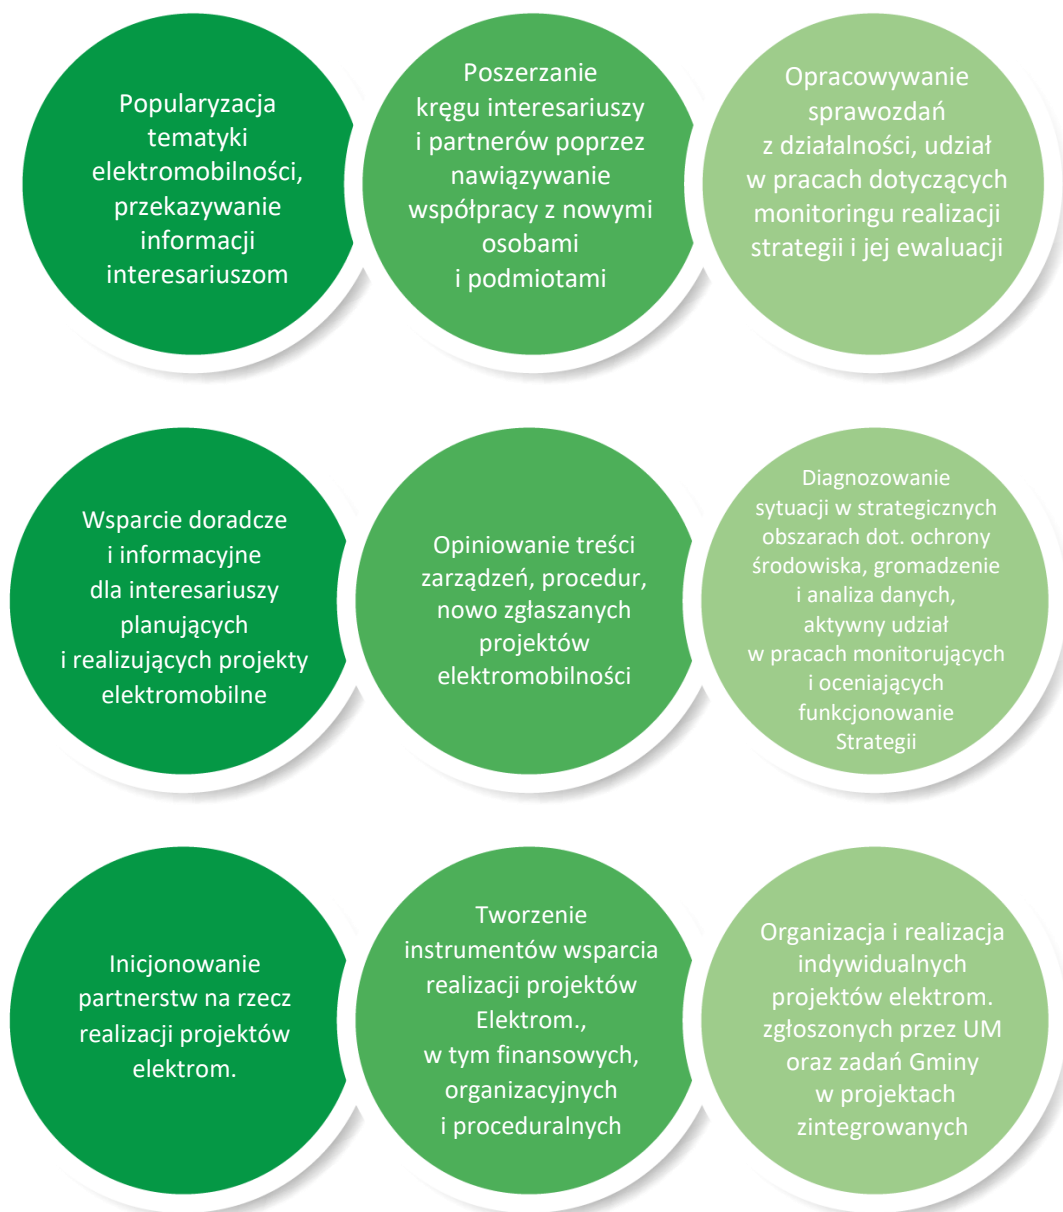 Popularyzacja
tematyki
elektromobilności,
przekazywanie
informacji
interesariuszom
Poszerzanie
kręgu interesariuszy
i partnerów poprzez
nawiązywanie
współpracy z nowymi
osobami
i podmiotami
Opracowywanie
sprawozdań
z działalności, udział
w pracach dotyczących
monitoringu realizacji
strategii i jej ewaluacji
Wsparcie doradcze
i informacyjne
dla interesariuszy
planujących
i realizujących projekty
elektromobilne
Opiniowanie treści
zarządzeń, procedur,
nowo zgłaszanych
projektów
elektromobilności
Diagnozowanie
sytuacji w strategicznych
obszarach dot. ochrony
środowiska, gromadzenie
i analiza danych,
aktywny udział
w pracach monitorujących
i oceniających
funkcjonowanie
Strategii
Inicjonowanie
partnerstw na rzecz
realizacji projektów
elektrom.
Tworzenie
instrumentów wsparcia
realizacji projektów
Elektrom.,
w tym finansowych,
organizacyjnych
i proceduralnych
Organizacja i realizacja
indywidualnych
projektów elektrom.
zgłoszonych przez UM
oraz zadań Gminy
w projektach
zintegrowanych